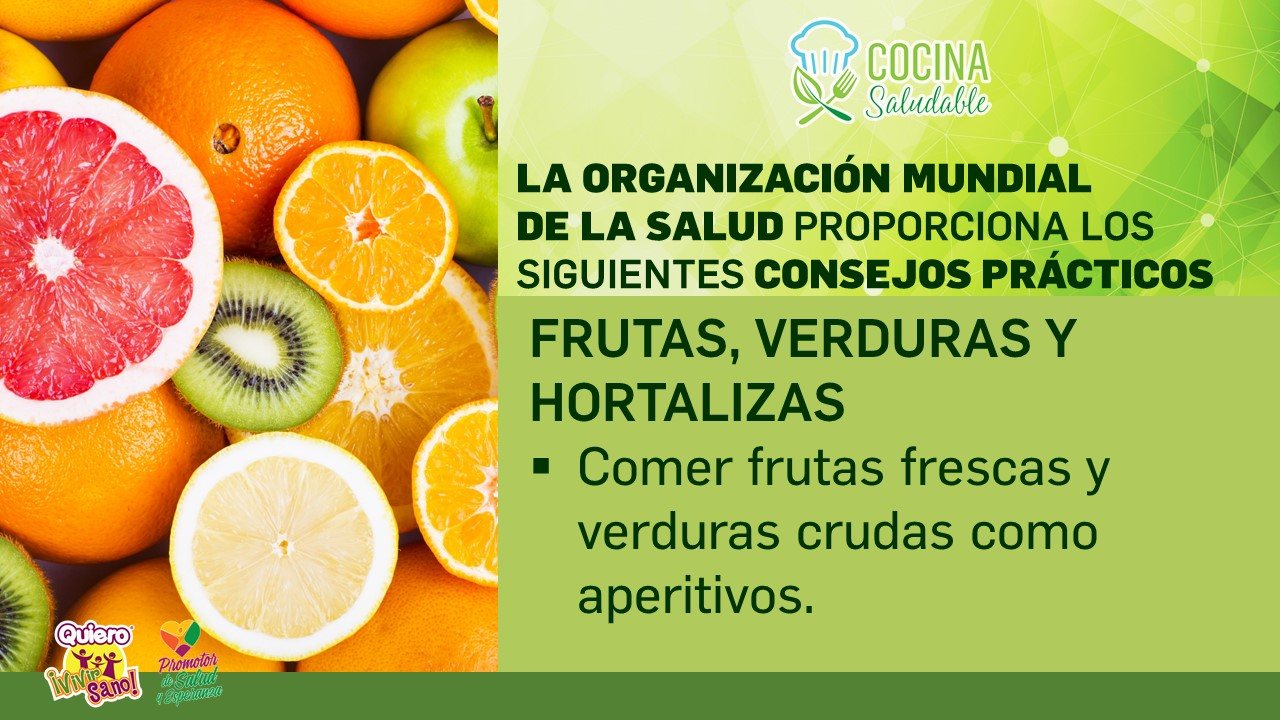 COCINA
Saludable
LA ORGANIZACIÓN MUNDIAL
DE LA SALUD PROPORCIONA LOS
SIGUIENTES CONSEJOS PRÁCTICOS
FRUTAS, VERDURAS Y
HORTALIZAS
▪ Comer frutas frescas y
verduras crudas como
aperitivos.
Quiero
¡Vivir
Sano!
Promotor
de Salud
y Esperanza